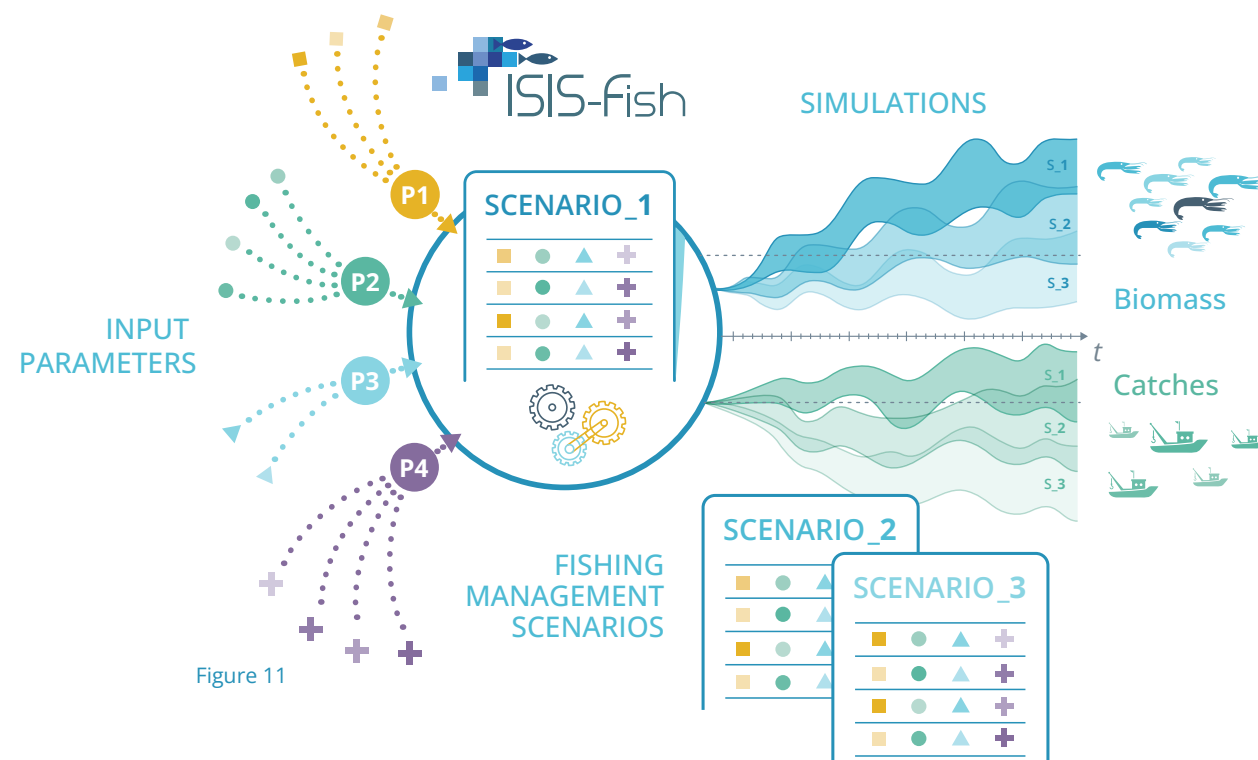 ISIS-Fish
SIMULATIONS
P1
SCENARIO_1
S_1
P2
S_2
S_3
Biomass
INPUT
PARAMETERS
t
P3
S_1
Catches
S_2
P4
S_3
SCENARIO_2
FISHING
MANAGEMENT
SCENARIOS
SCENARIO_3
Figure 11